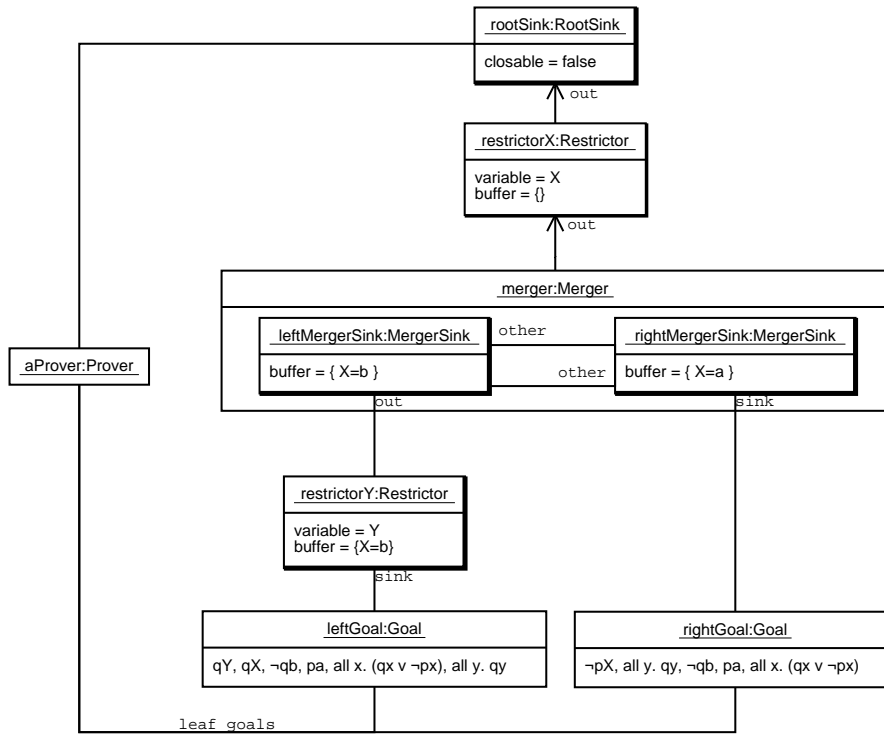 rootSink:RootSink
closable = false
out
restrictorX:Restrictor
variable = X
buffer = {}
out
merger:Merger
leftMergerSink:MergerSink
other
rightMergerSink:MergerSink
aProver:Prover
buffer = { X=b }
other
buffer = { X=a }
out
sink
restrictorY:Restrictor
variable = Y
buffer = {X=b}
sink
leftGoal:Goal
rightGoal:Goal
qY, qX, ¬qb, pa, all x. (qx v ¬px), all y. qy
¬pX, all y. qy, ¬qb, pa, all x. (qx v ¬px)
leaf goals